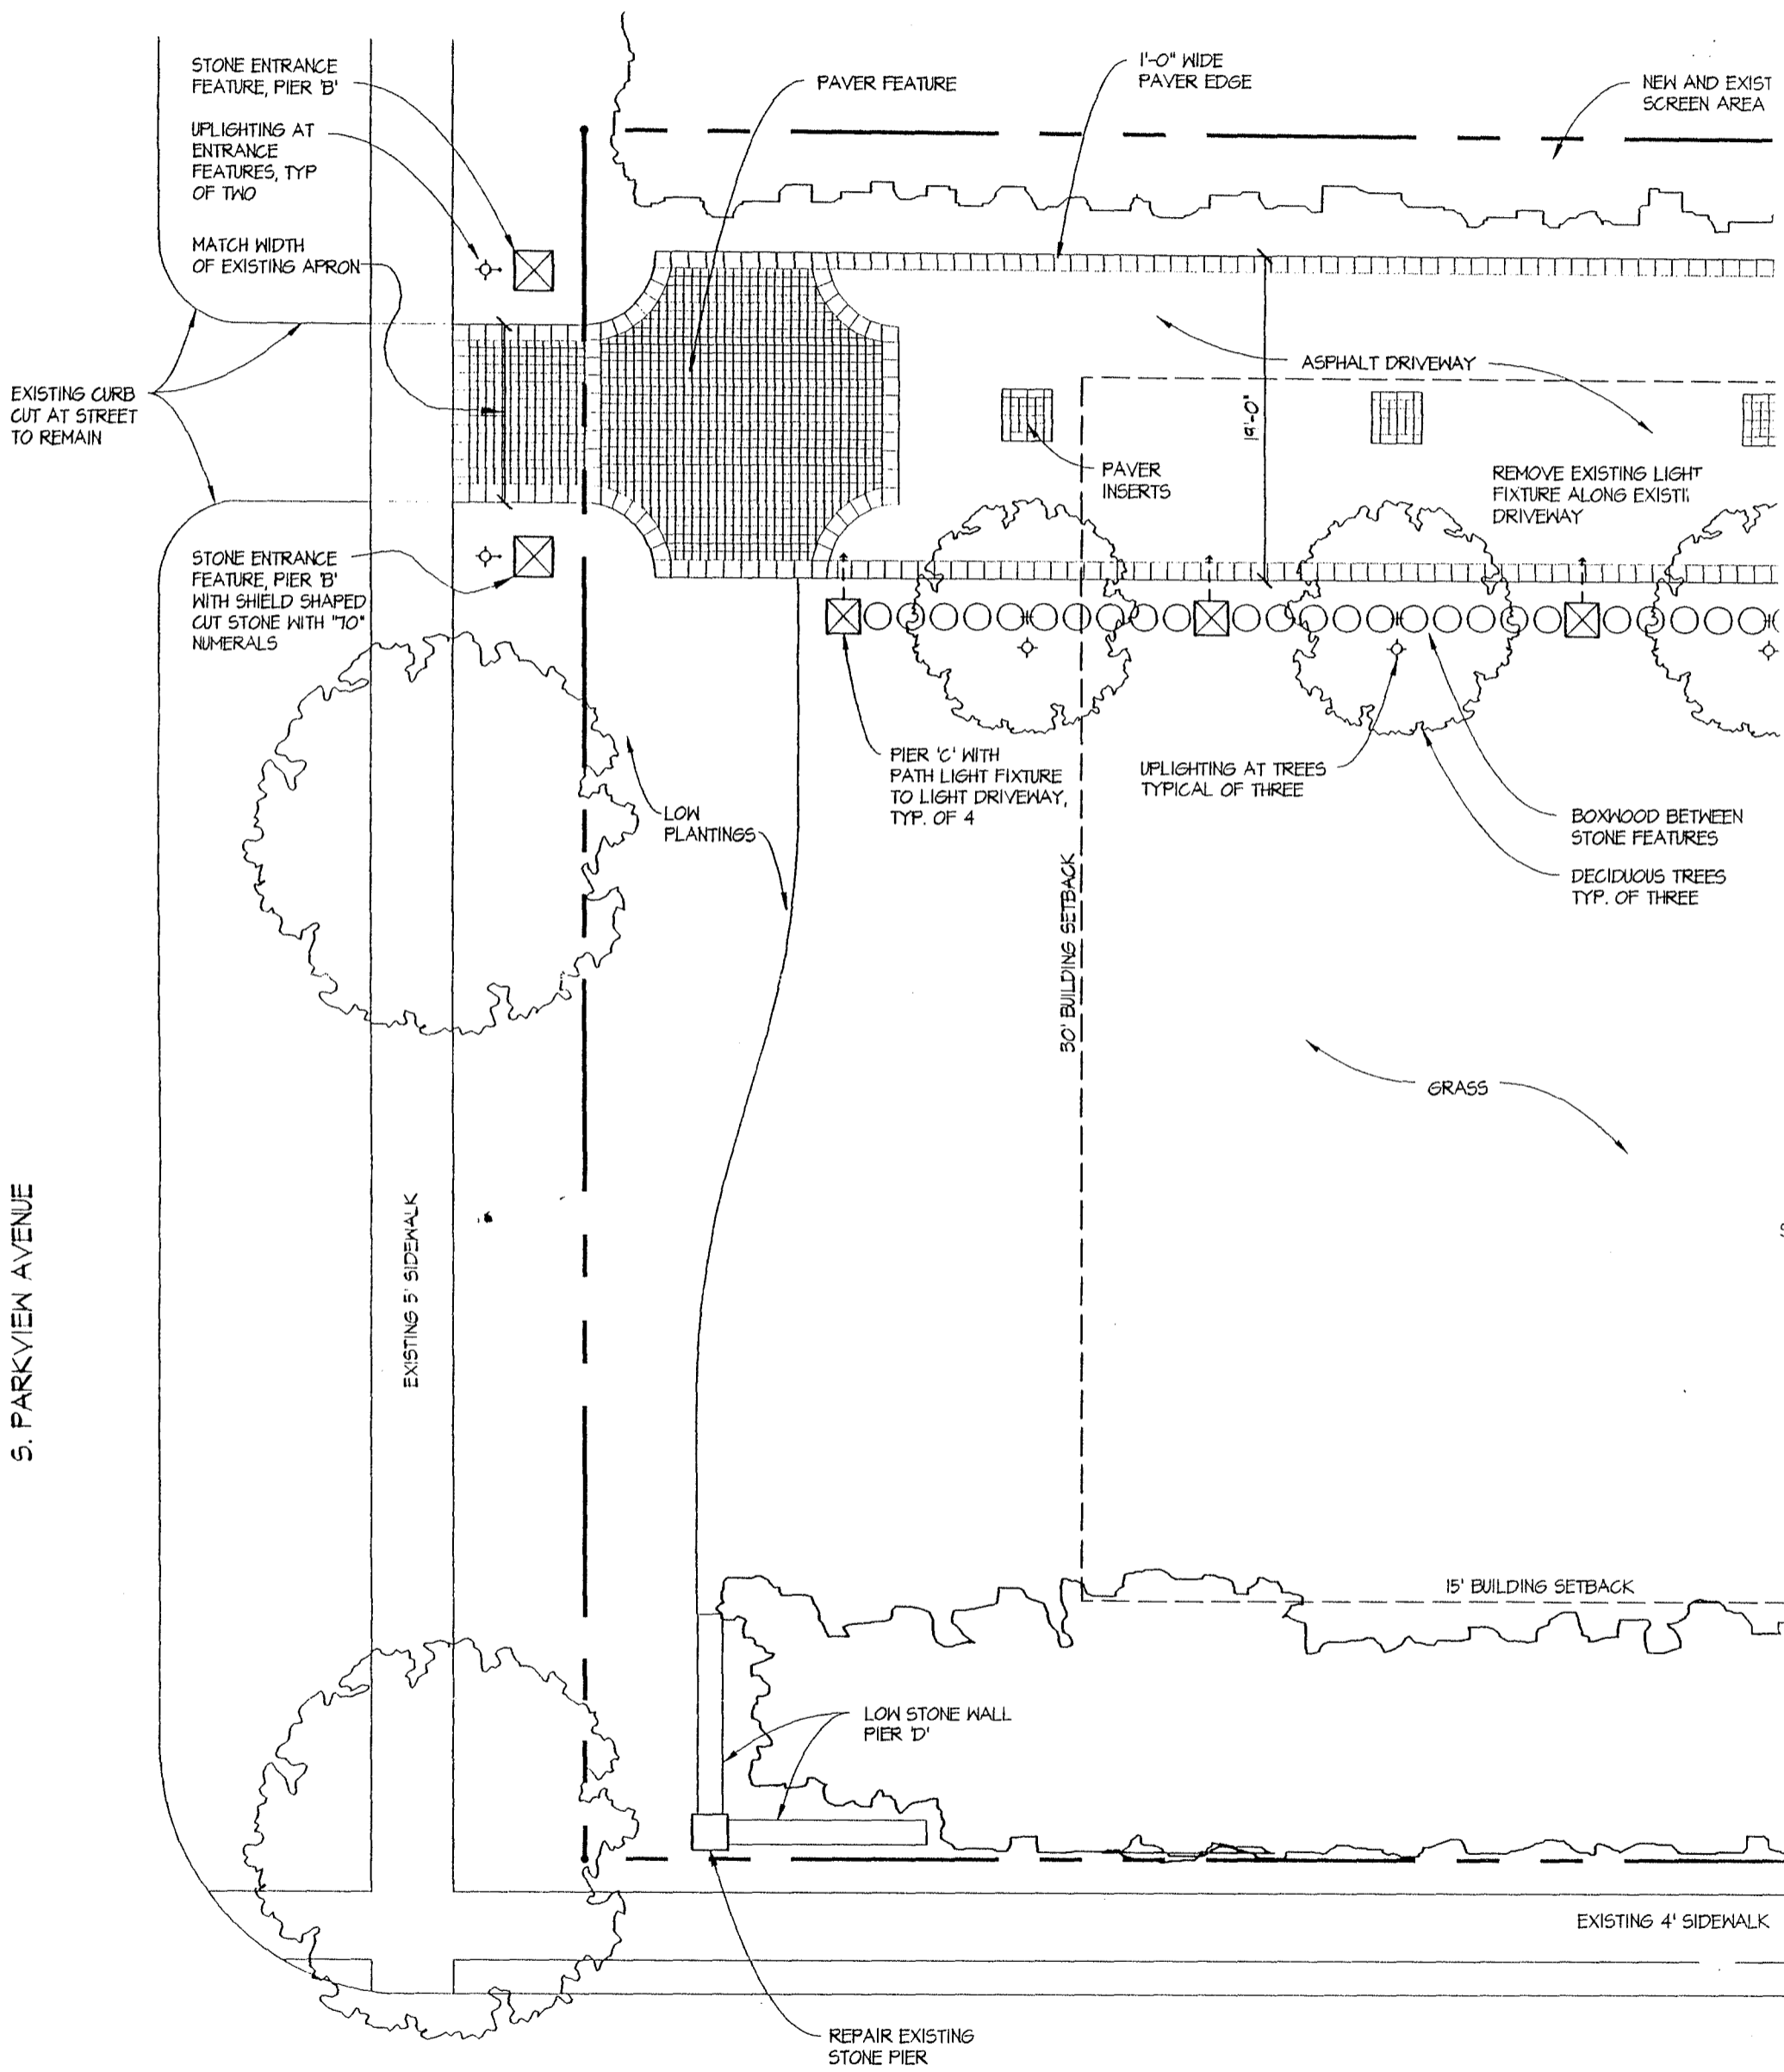 STONE ENTRANCE
FEATURE, PIER 'B'
UPLIGHTING AT
ENTRANCE
FEATURES, TYP
OF TWO
MATCH WIDTH
OF EXISTING APRON
EXISTING CURB
CUT AT STREET
TO REMAIN
STONE ENTRANCE
FEATURE, PIER 'B'
WITH SHIELD SHAPED
CUT STONE WITH "70"
NUMERALS
PAVER FEATURE
1'-0" WIDE
PAVER EDGE
NEW AND EXIST
SCREEN AREA
ASPHALT DRIVEWAY
19'-0"
PAVER
INSERTS
REMOVE EXISTING LIGHT
FIXTURE ALONG EXISTI
DRIVEWAY
PIER 'C' WITH
PATH LIGHT FIXTURE
TO LIGHT DRIVEWAY,
TYP. OF 4
UPLIGHTING AT TREES
TYPICAL OF THREE
BOXWOOD BETWEEN
STONE FEATURES
DECIDUOUS TREES
TYP. OF THREE
LOW
PLANTINGS
30' BUILDING SETBACK
GRASS
S. PARKVIEW AVENUE
EXISTING 5' SIDEWALK
15' BUILDING SETBACK
LOW STONE WALL
PIER 'D'
EXISTING 4' SIDEWALK
REPAIR EXISTING
STONE PIER